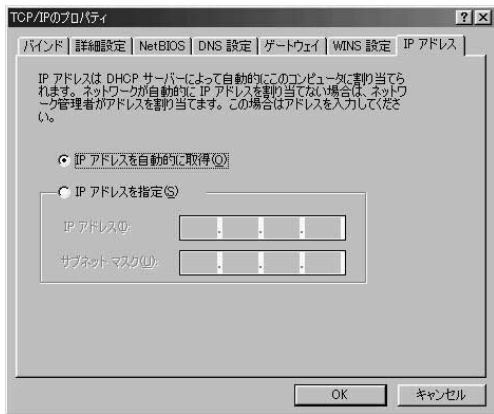 TCP/IPのプロパティ
バインド 詳細設定 NetBIOS DNS 設定 ゲートウェイ WINS 設定 IP アドレス
IP アドレスは DHCP サーバーによって自動的にこのコンピュータに割り当てら
れます。ネットワークが自動的に IP アドレスを割り当てない場合は、ネットワ
ーク管理者がアドレスを割り当てます。この場合はアドレスを入力してくださ
い。
IP アドレスを自動的に取得(O)
IP アドレスを指定(S)
IP アドレス(I):
サブネット マスク(U):
OK キャンセル